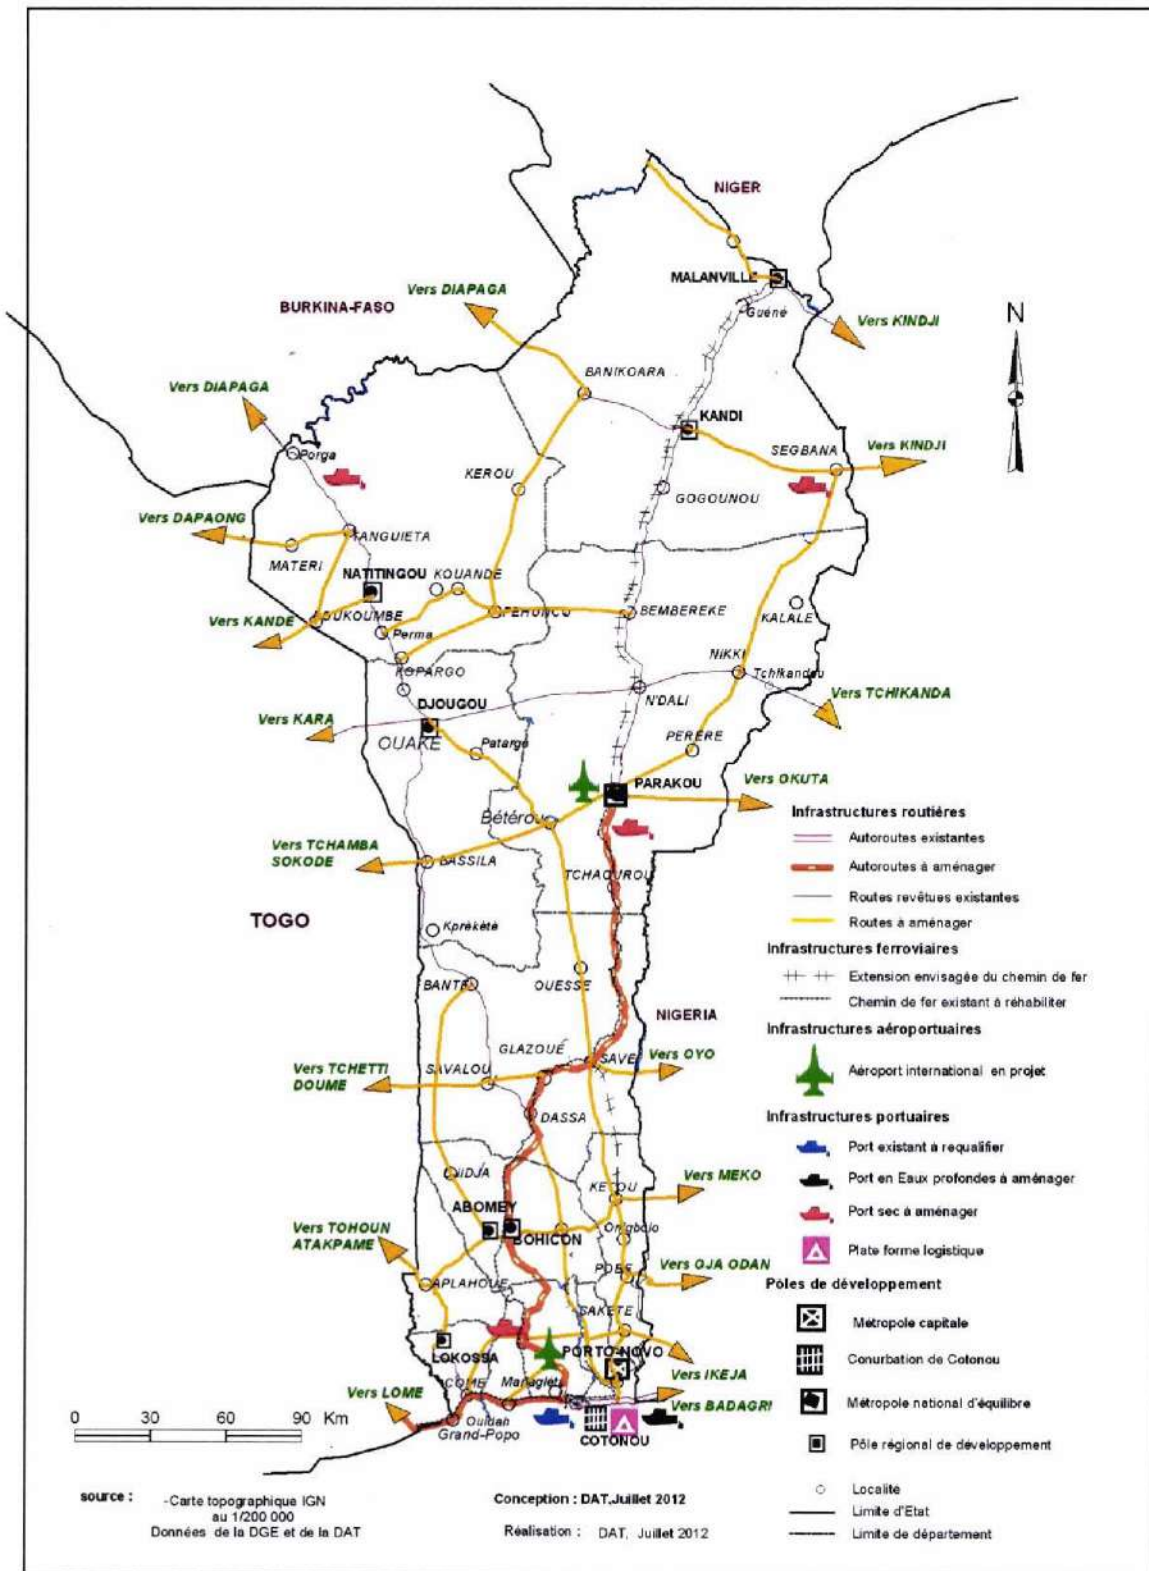 NIGER
MALANVILLE
Guéné
Vers DIAPAGA
BURKINA-FASO
Vers KINDJI
N
BANIKOARA
Vers DIAPAGA
KANDI
SEGBANA
Vers KINDJI
Porga
KEROU
GOGOUNOU
Vers DAPAONG
TANGUIETA
MATERI
NATITINGOU
KOUANDE
KALALE
BOUKOUMBE
PEHUNCO
BEMBEREKE
Vers KANDE
Perma
KOPARGO
NIKKI
Tchikandou
N'DALI
Vers TCHIKANDA
DJOUGOU
Vers KARA
OUAKE
Patargo
PERERE
PARAKOU
Vers OKUTA
Bétérou
Vers TCHAMBA
SOKODE
BASSILA
TCHAOUROU
TOGO
Kprèkètè
BANTE
OUESSE
NIGERIA
GLAZOUÉ
SAVE
Vers OYO
Vers TCHETTI
DOUME
SAVALOU
DASSA
DJIDJA
KETOU
Vers MEKO
ABOMEY
BOHICON
Onigbolo
Vers TOHOUN
ATAKPAME
APLAHOUE
POBE
Vers OJA ODAN
SAKETE
LOKOSSA
PORTO-NOVO
Vers IKEJA
COME
Vers LOME
Vers BADAGRI
Ouidah
Grand-Popo
COTONOU
Infrastructures routières
Autoroutes existantes
Autoroutes à aménager
Routes revêtues existantes
Routes à aménager
Infrastructures ferroviaires
Extension envisagée du chemin de fer
Chemin de fer existant à réhabiliter
Infrastructures aéroportuaires
Aéroport international en projet
Infrastructures portuaires
Port existant à requalifier
Port en Eaux profondes à aménager
Port sec à aménager
Plate forme logistique
Pôles de développement
Métropole capitale
Conurbation de Cotonou
Métropole national d'équilibre
Pôle régional de développement
Localité
Limite d'Etat
Limite de département
0 30 60 90 Km
source :
-Carte topographique IGN
au 1/200 000
Données de la DGE et de la DAT
Conception : DAT,Juillet 2012
Réalisation : DAT, Juillet 2012